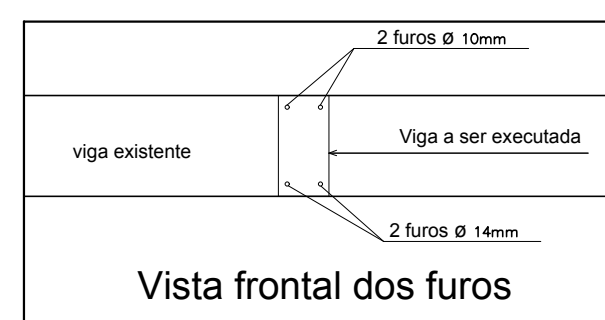 2 furos Ø 10mm
viga existente
Viga a ser executada
2 furos Ø 14mm
Vista frontal dos furos